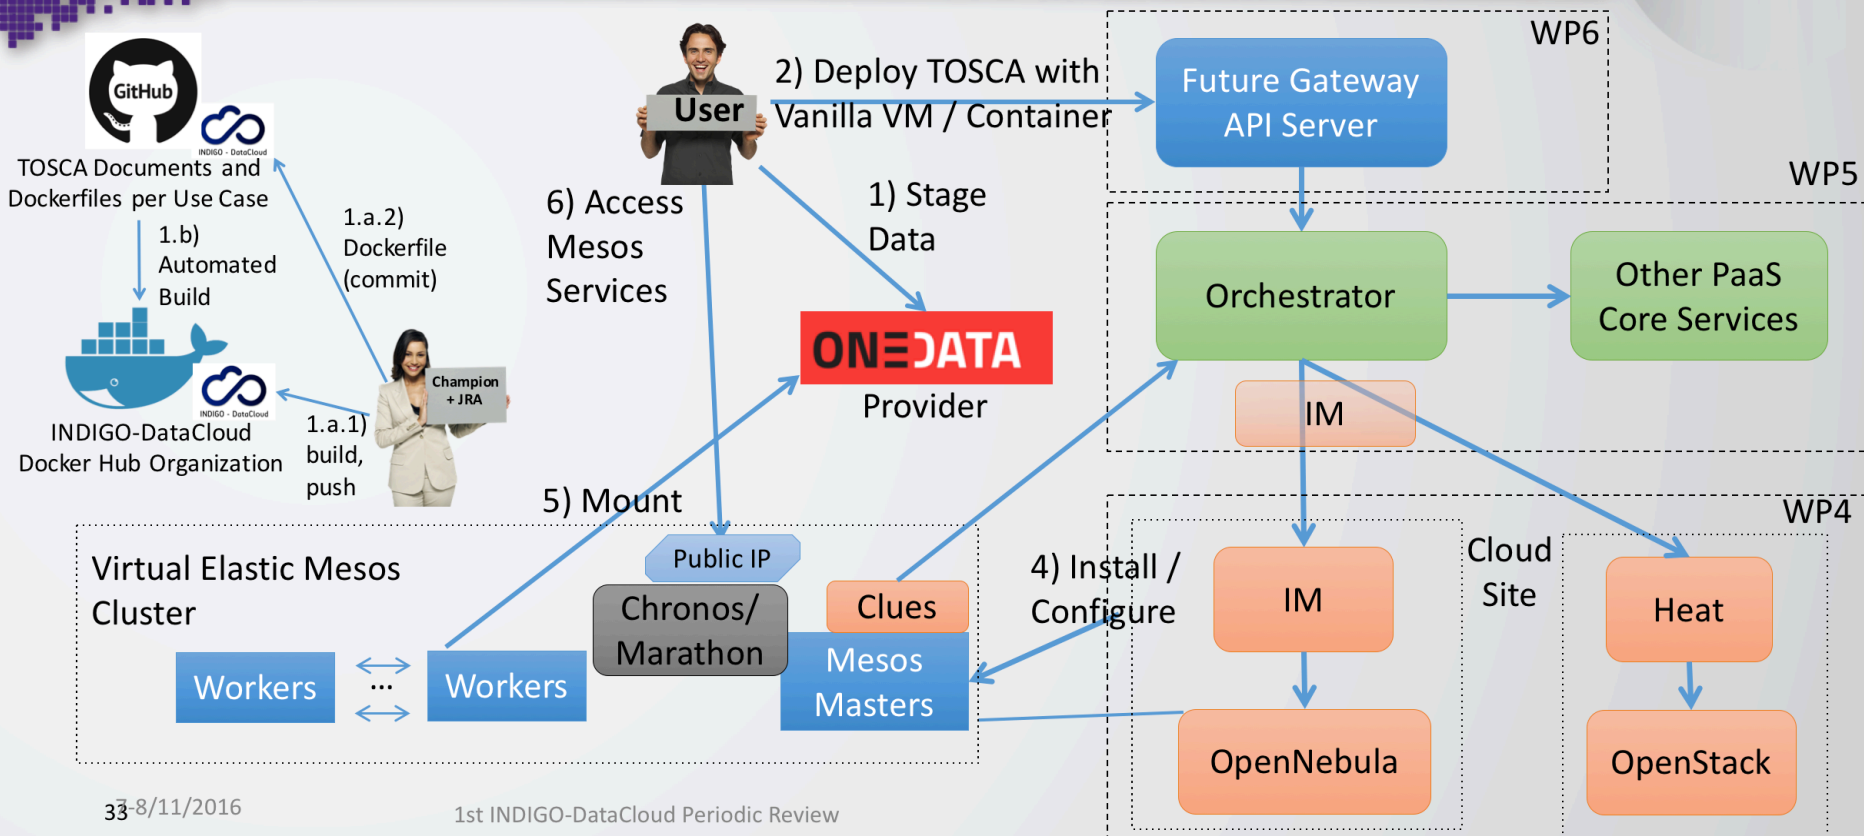 GitHub
INDIGO - DataCloud
TOSCA Documents and
Dockerfiles per Use Case
1.b)
Automated
Build
1.a.2)
Dockerfile
(commit)
INDIGO - DataCloud
INDIGO-DataCloud
Docker Hub Organization
1.a.1)
build,
push
Champion
+ JRA
User
2) Deploy TOSCA with
Vanilla VM / Container
6) Access
Mesos
Services
1) Stage
Data
ONEDATA
Provider
5) Mount
WP6
Future Gateway
API Server
WP5
Orchestrator
Other PaaS
Core Services
IM
WP4
Cloud
Site
IM
Heat
OpenNebula
OpenStack
4) Install /
Configure
Virtual Elastic Mesos
Cluster
Public IP
Chronos/
Marathon
Clues
Mesos
Masters
Workers
...
Workers
33
7-8/11/2016
1st INDIGO-DataCloud Periodic Review